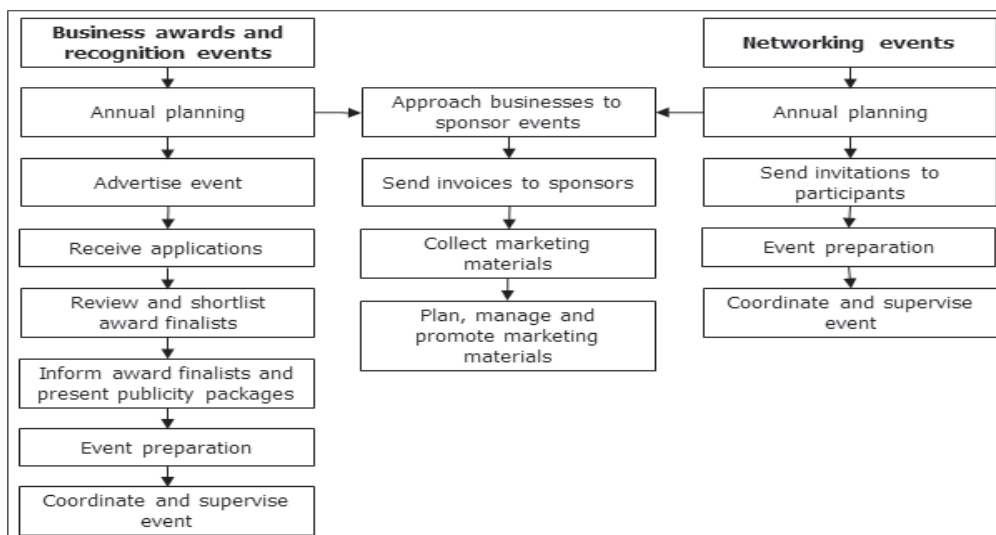 Business awards and
recognition events
Annual planning
Advertise event
Receive applications
Review and shortlist
award finalists
Inform award finalists and
present publicity packages
Event preparation
Coordinate and supervise
event
Approach businesses to
sponsor events
Send invoices to sponsors
Collect marketing
materials
Plan, manage and
promote marketing
materials
Networking events
Annual planning
Send invitations to
participants
Event preparation
Coordinate and supervise
event